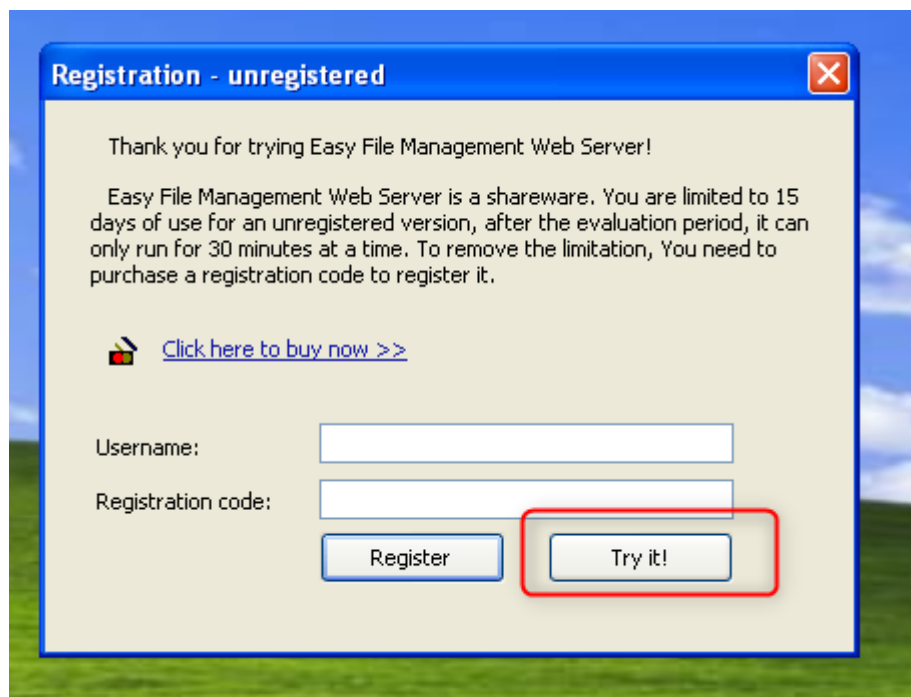 Registration - unregistered
Thank you for trying Easy File Management Web Server!
Easy File Management Web Server is a shareware. You are limited to 15
days of use for an unregistered version, after the evaluation period, it can
only run for 30 minutes at a time. To remove the limitation, You need to
purchase a registration code to register it.
Click here to buy now >>
Username:
Registration code:
Register
Try it!